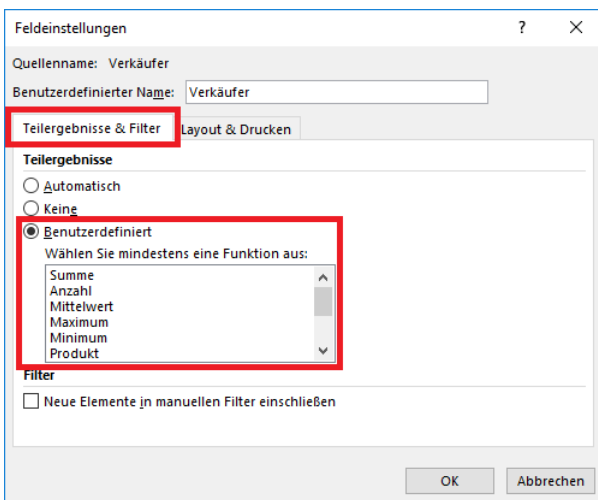 Feldeinstellungen ? ×
Quellenname: Verkäufer
Benutzerdefinierter Name: Verkäufer
Teilergebnisse & Filter Layout & Drucken
Teilergebnisse
Automatisch
Keine
Benutzerdefiniert
Wählen Sie mindestens eine Funktion aus:
Summe
Anzahl
Mittelwert
Maximum
Minimum
Produkt
Filter
Neue Elemente in manuellen Filter einschließen
OK Abbrechen